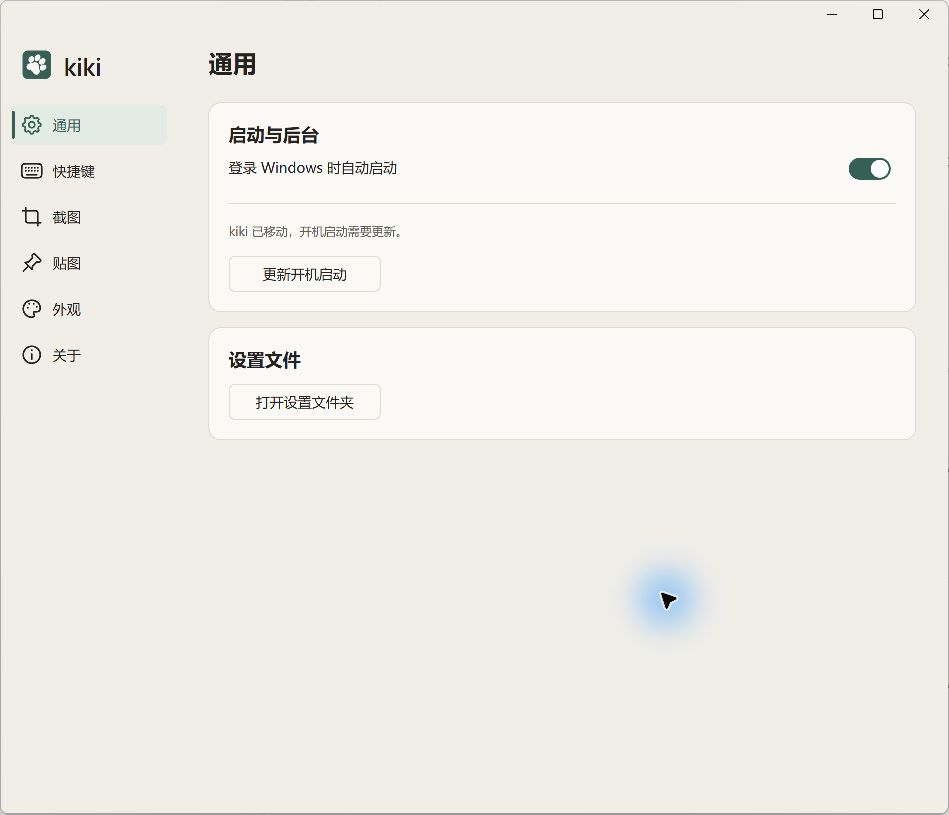 kiki
通用
快捷键
截图
贴图
外观
关于
通用
启动与后台
登录 Windows 时自动启动
kiki 已移动，开机启动需要更新。
更新开机启动
设置文件
打开设置文件夹